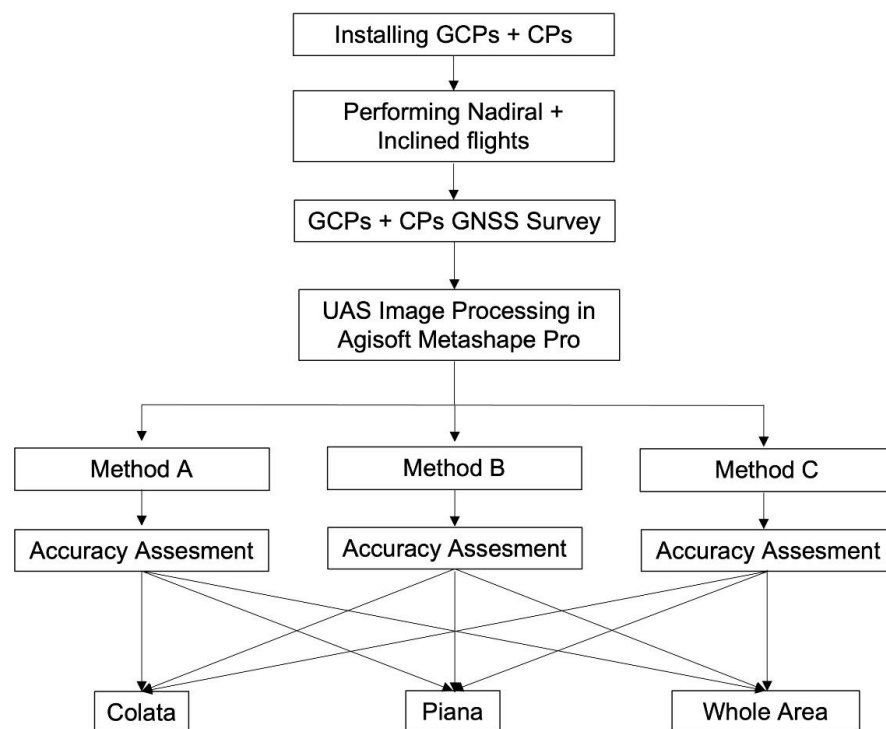 Installing GCPs + CPs
Performing Nadiral +
Inclined flights
GCPs + CPs GNSS Survey
UAS Image Processing in
Agisoft Metashape Pro
Method A
Method B
Method C
Accuracy Assesment
Accuracy Assesment
Accuracy Assesment
Colata
Piana
Whole Area